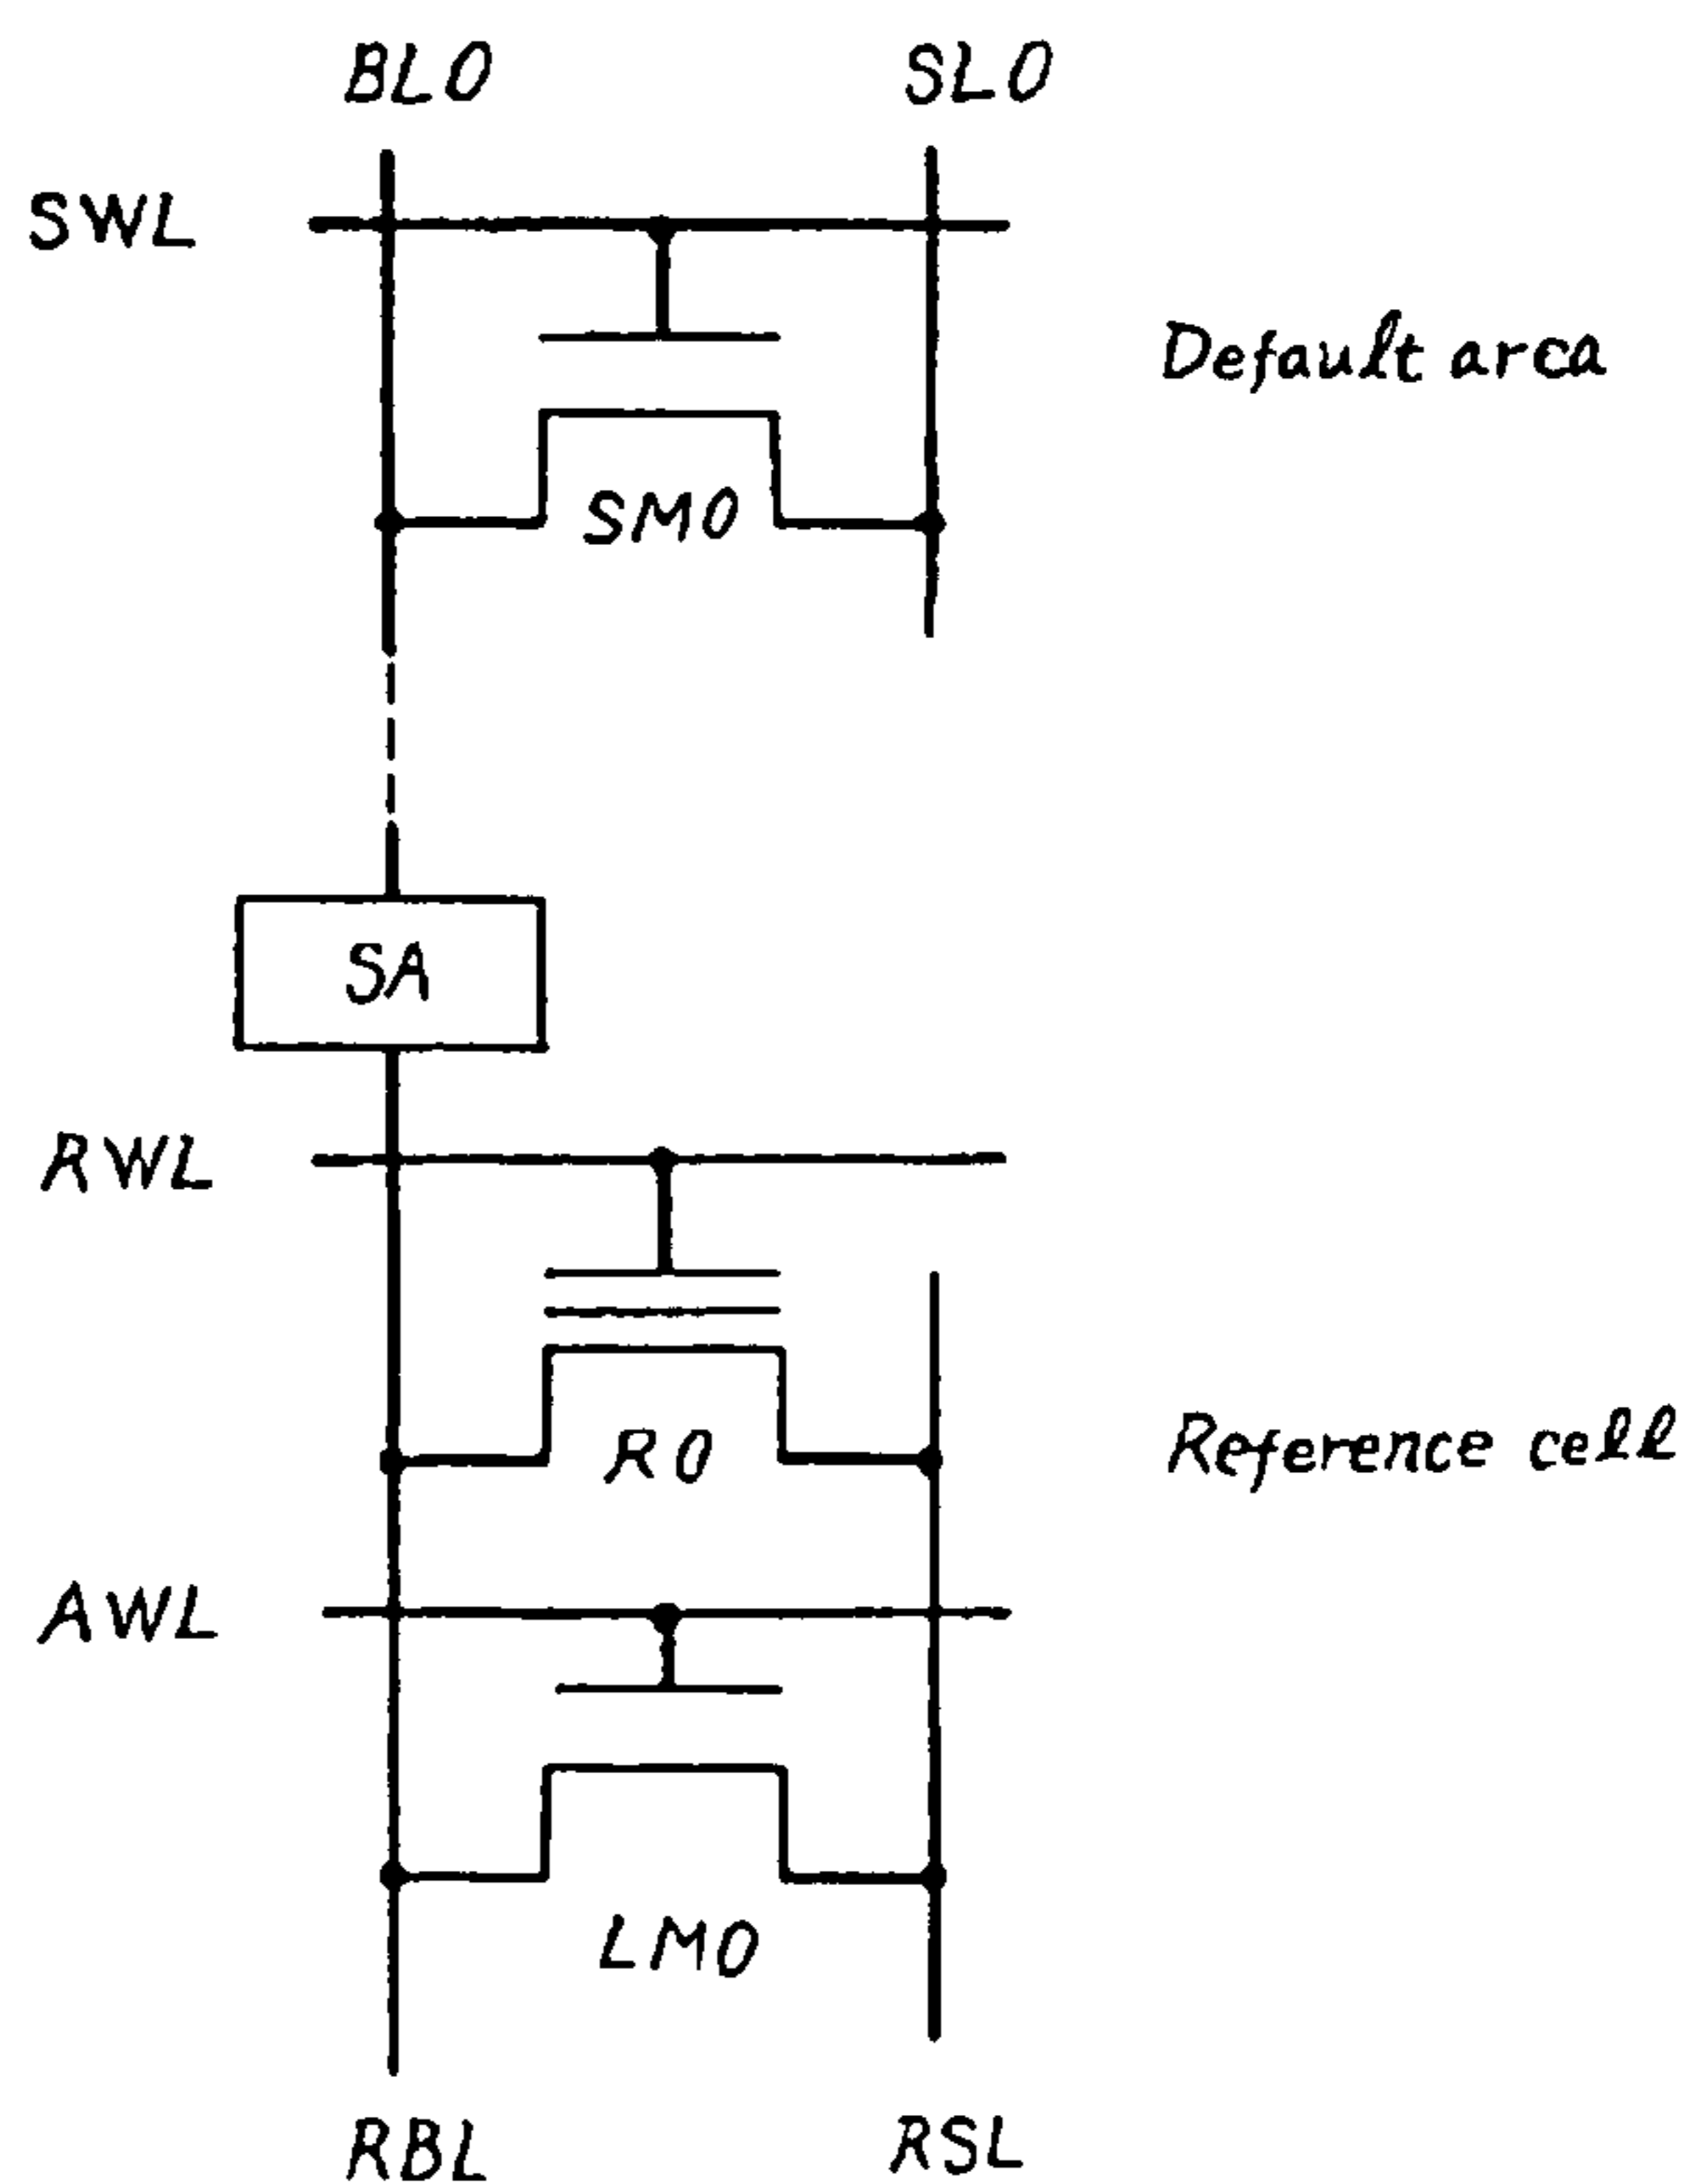 BL0 SL0
SWL
Default arca
SM0
SA
RWL
R0
Reference cell
AWL
LM0
RBL RSL